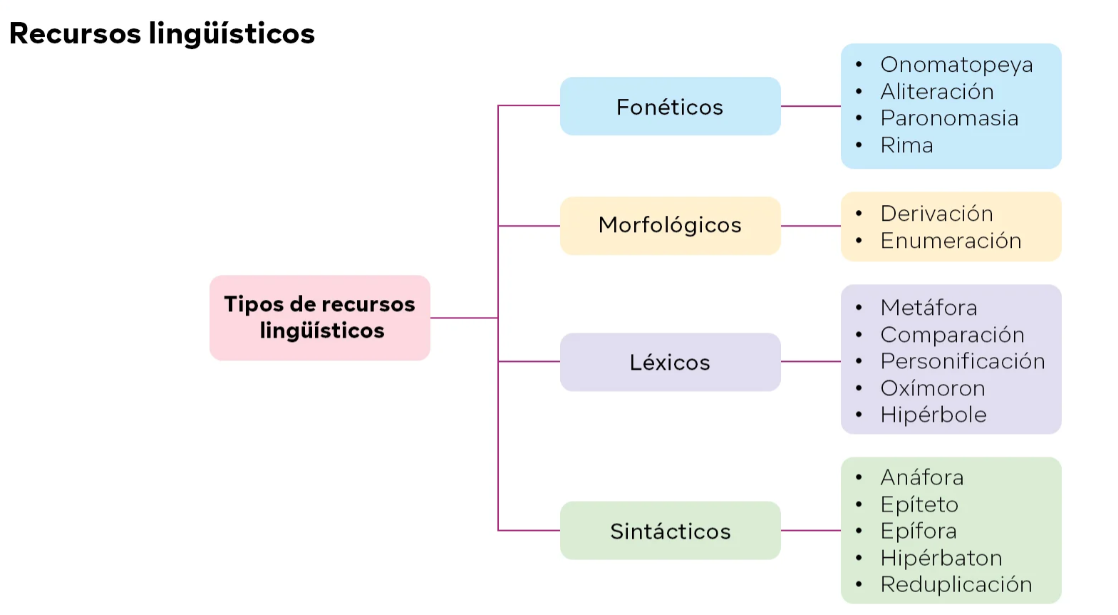 Recursos lingüísticos
Tipos de recursos
lingüísticos
Fonéticos
• Onomatopeya
• Aliteración
• Paronomasia
• Rima
Morfológicos
• Derivación
• Enumeración
Léxicos
• Metáfora
• Comparación
• Personificación
• Oxímoron
• Hipérbole
Sintácticos
• Anáfora
• Epíteto
• Epífora
• Hipérbaton
• Reduplicación